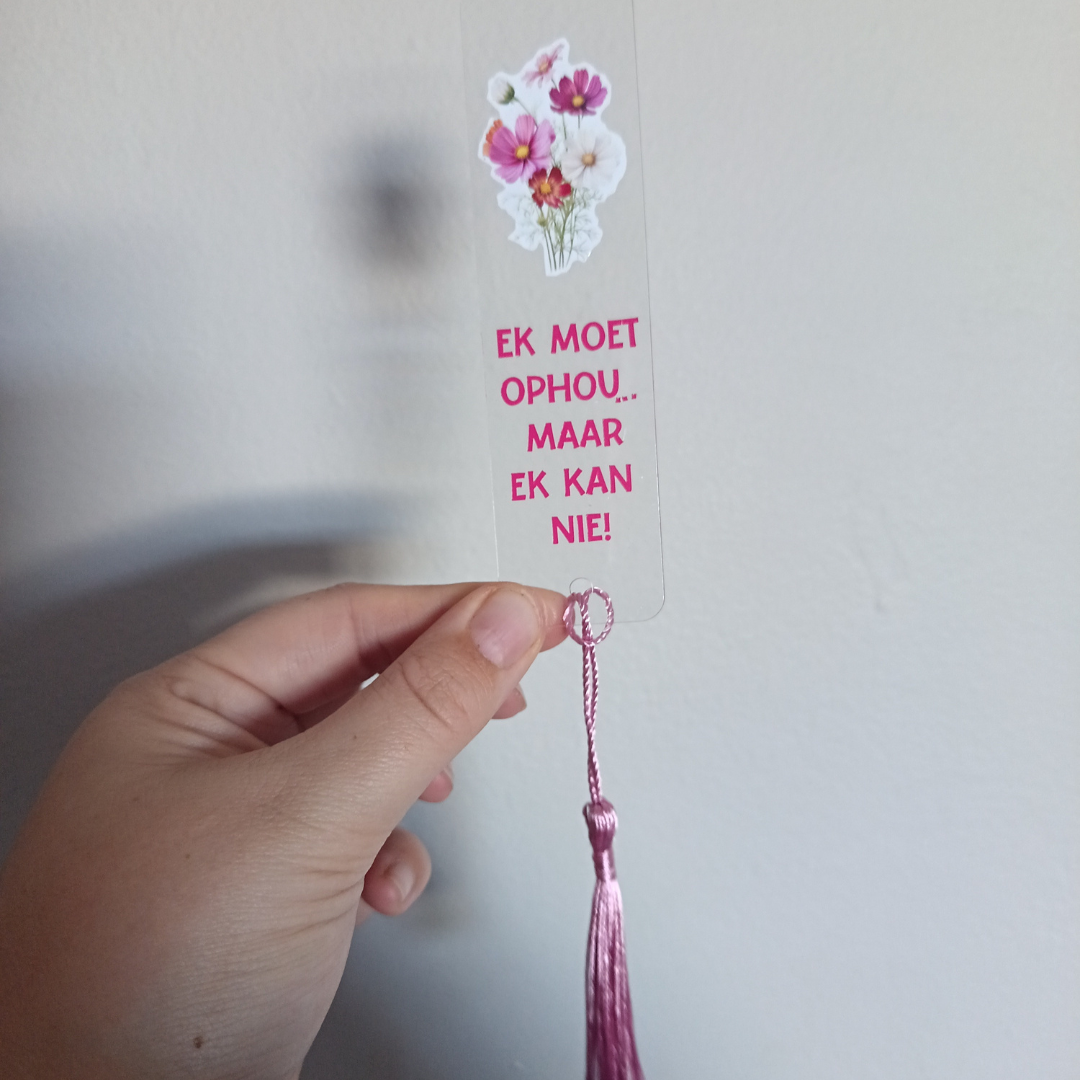 EK MOET
OPHOU...
MAAR
EK KAN
NIE!